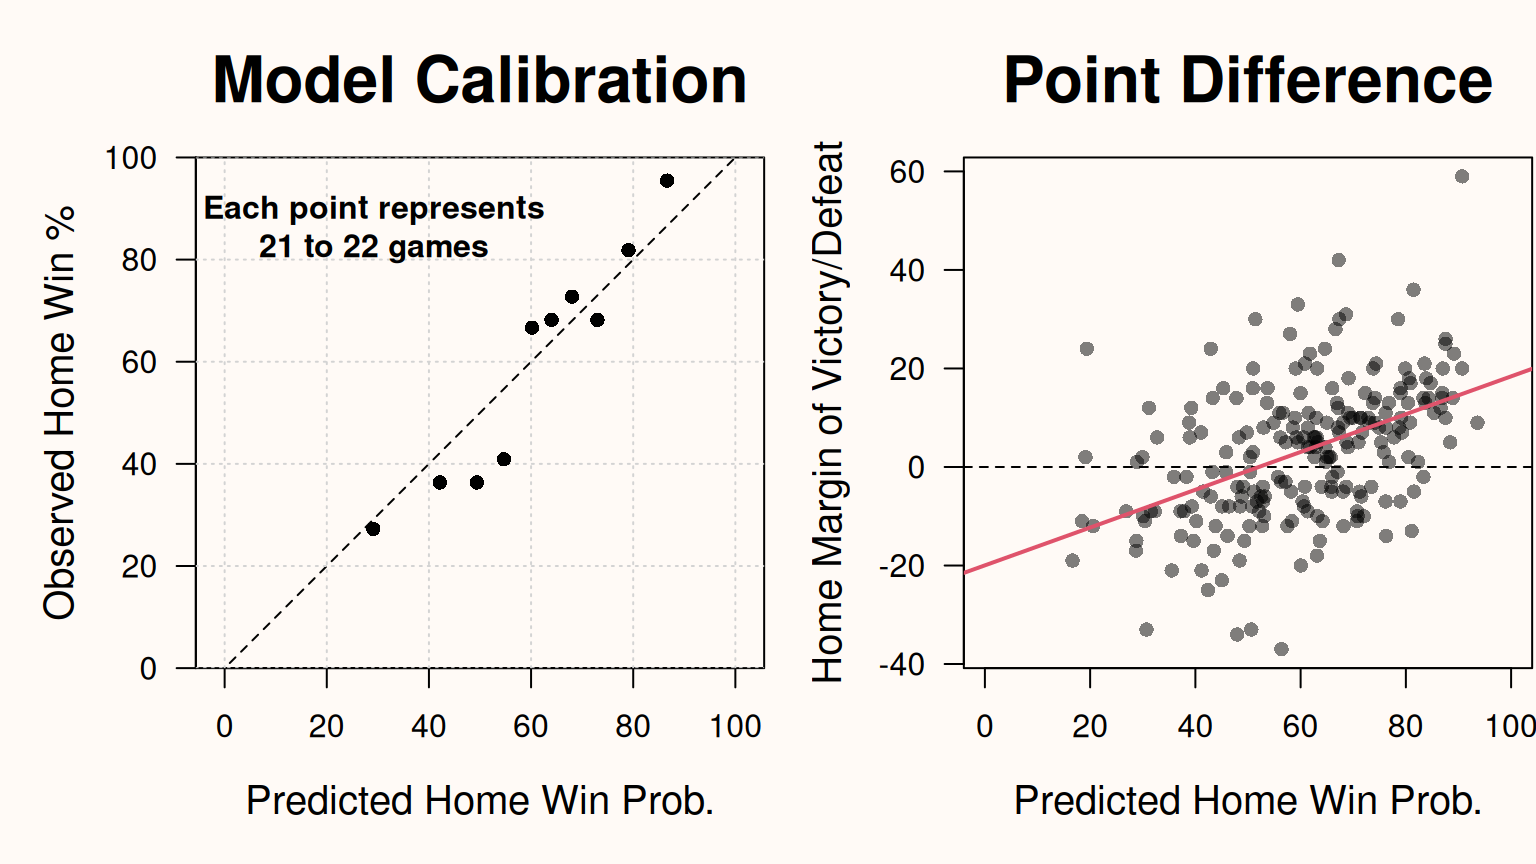 Model Calibration
Observed Home Win %
100
80
60
40
20
0
Each point represents
21 to 22 games
0 20 40 60 80 100
Predicted Home Win Prob.
Point Difference
Home Margin of Victory/Defeat
60
40
20
0
-20
-40
0 20 40 60 80 100
Predicted Home Win Prob.